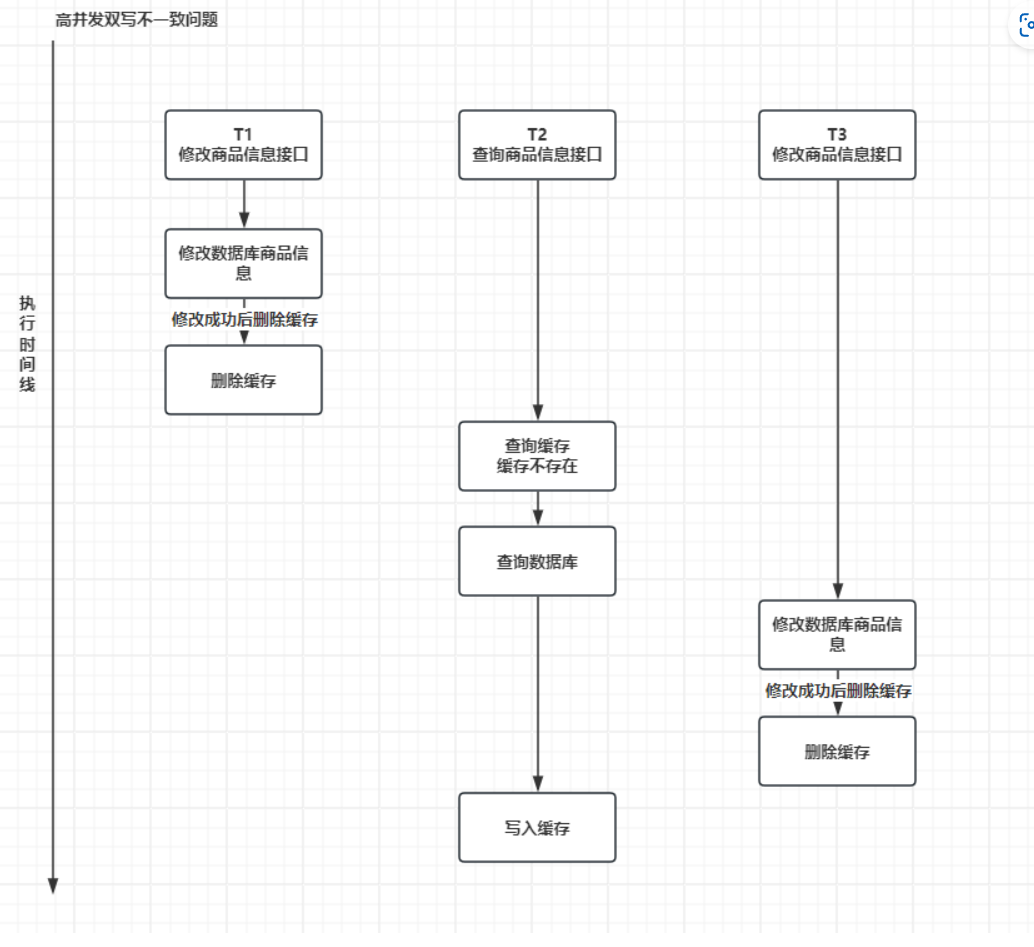 高并发双写不一致问题
执
行
时
间
线
T1
修改商品信息接口
修改数据库商品信
息
修改成功后删除缓存
删除缓存
T2
查询商品信息接口
查询缓存
缓存不存在
查询数据库
写入缓存
T3
修改商品信息接口
修改数据库商品信
息
修改成功后删除缓存
删除缓存